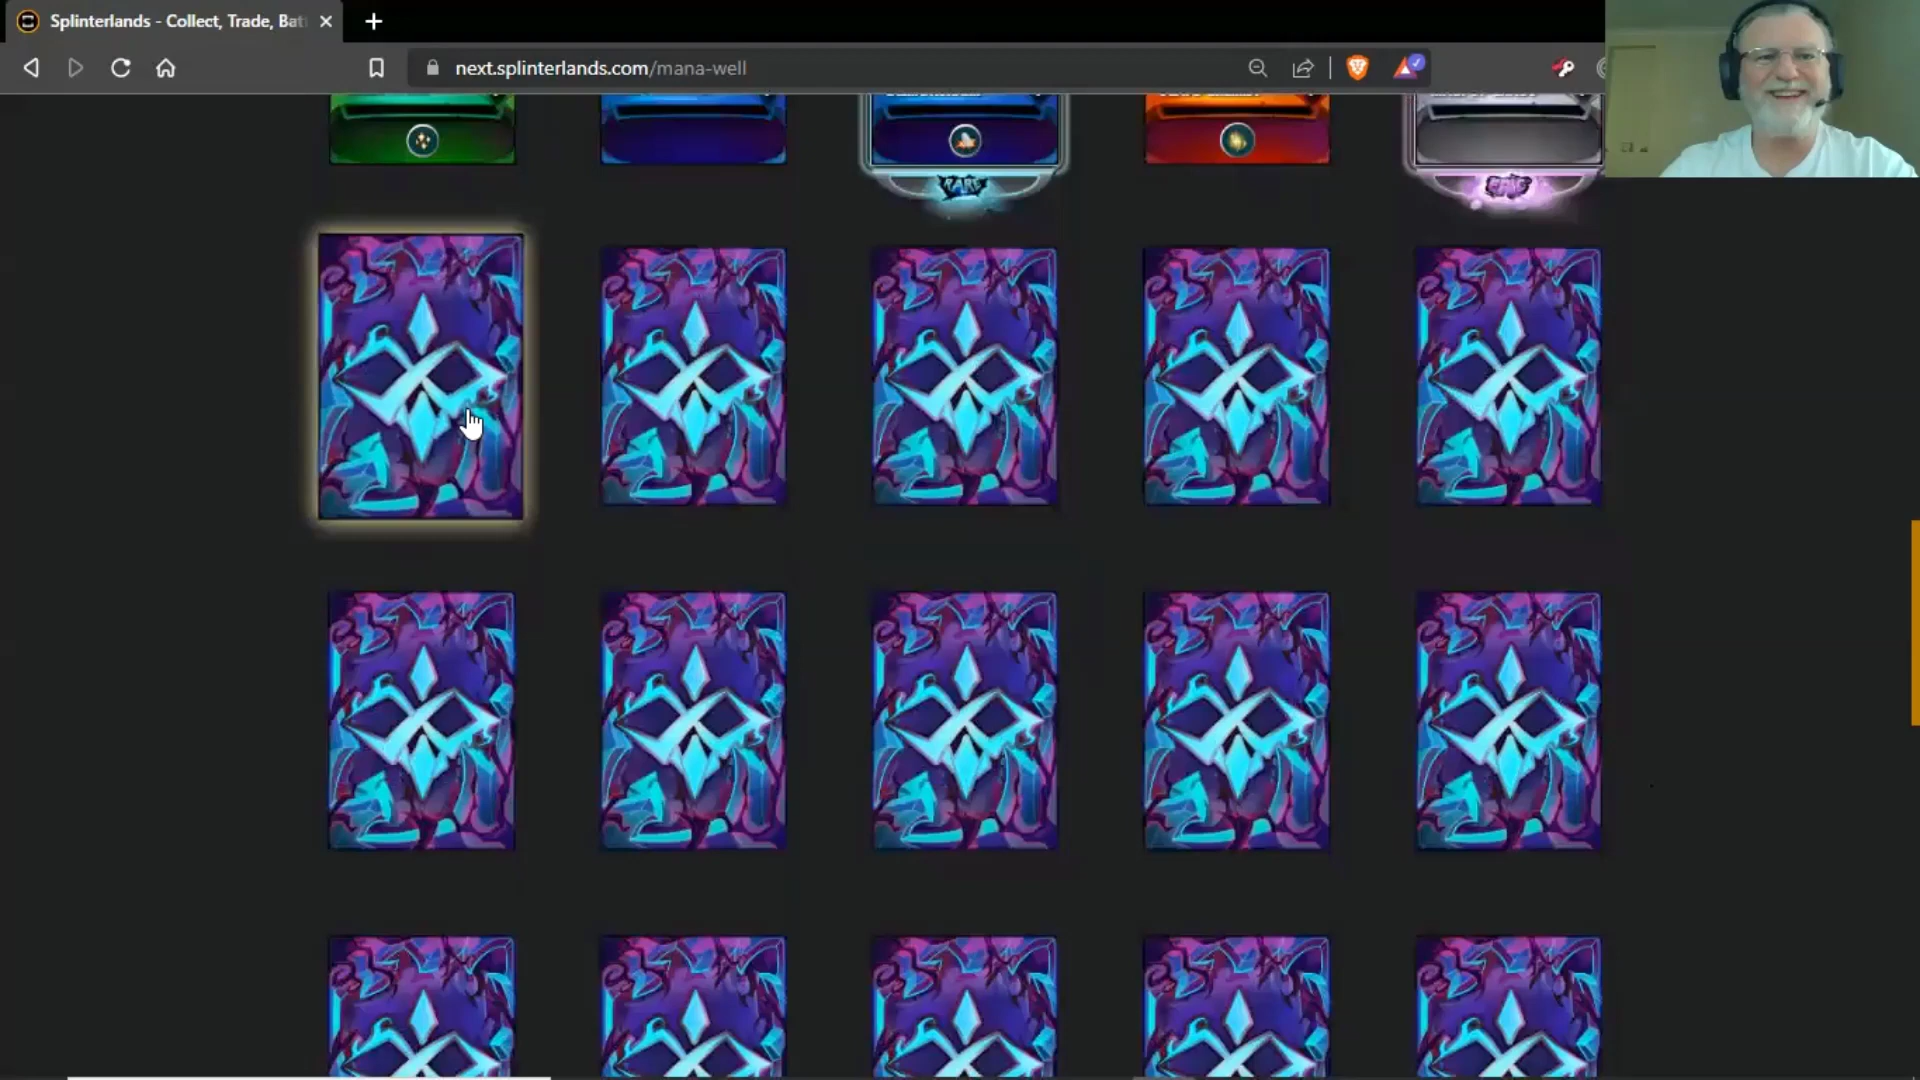 Splinterlands - Collect, Trade, Bat
next.splinterlands.com/mana-well
RARE
EPIC